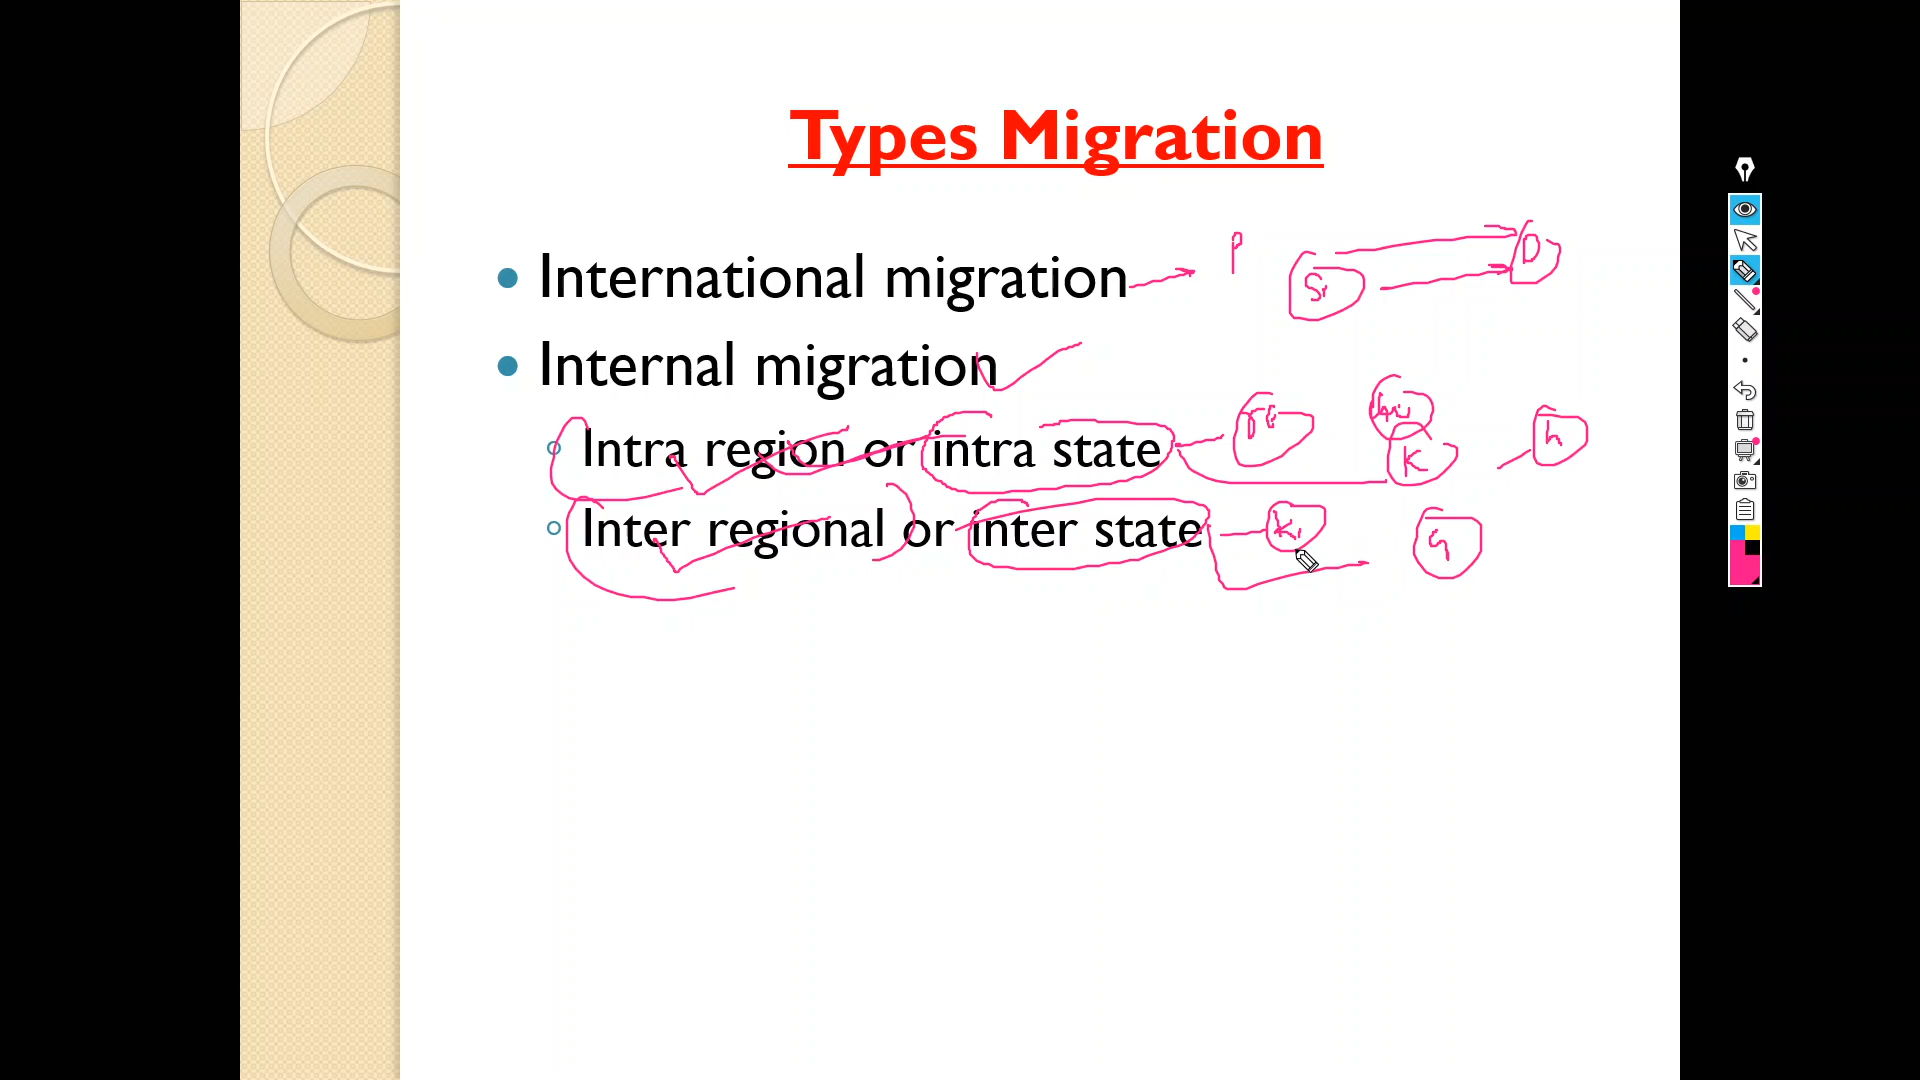 Types Migration
International migration
Internal migration
Intra region or intra state
Inter regional or inter state